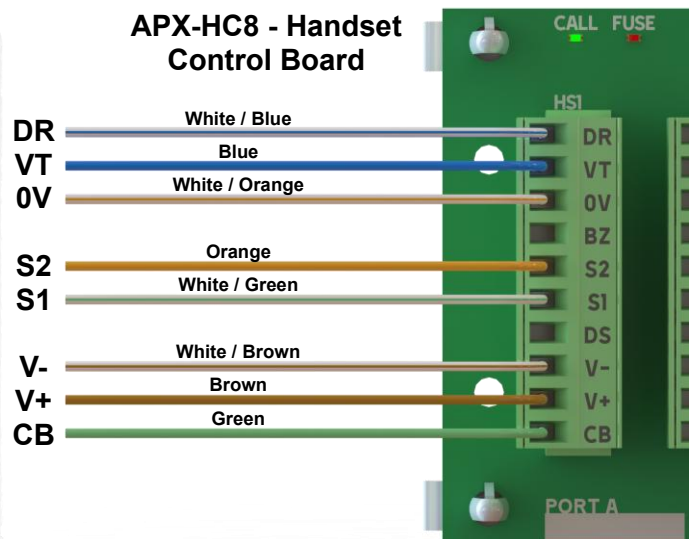 APX-HC8 - Handset
Control Board
CALL FUSE
HS1
DR White / Blue DR
VT Blue VT
0V White / Orange 0V
BZ
S2 Orange S2
S1 White / Green S1
DS
V- White / Brown V-
V+ Brown V+
CB Green CB
PORT A